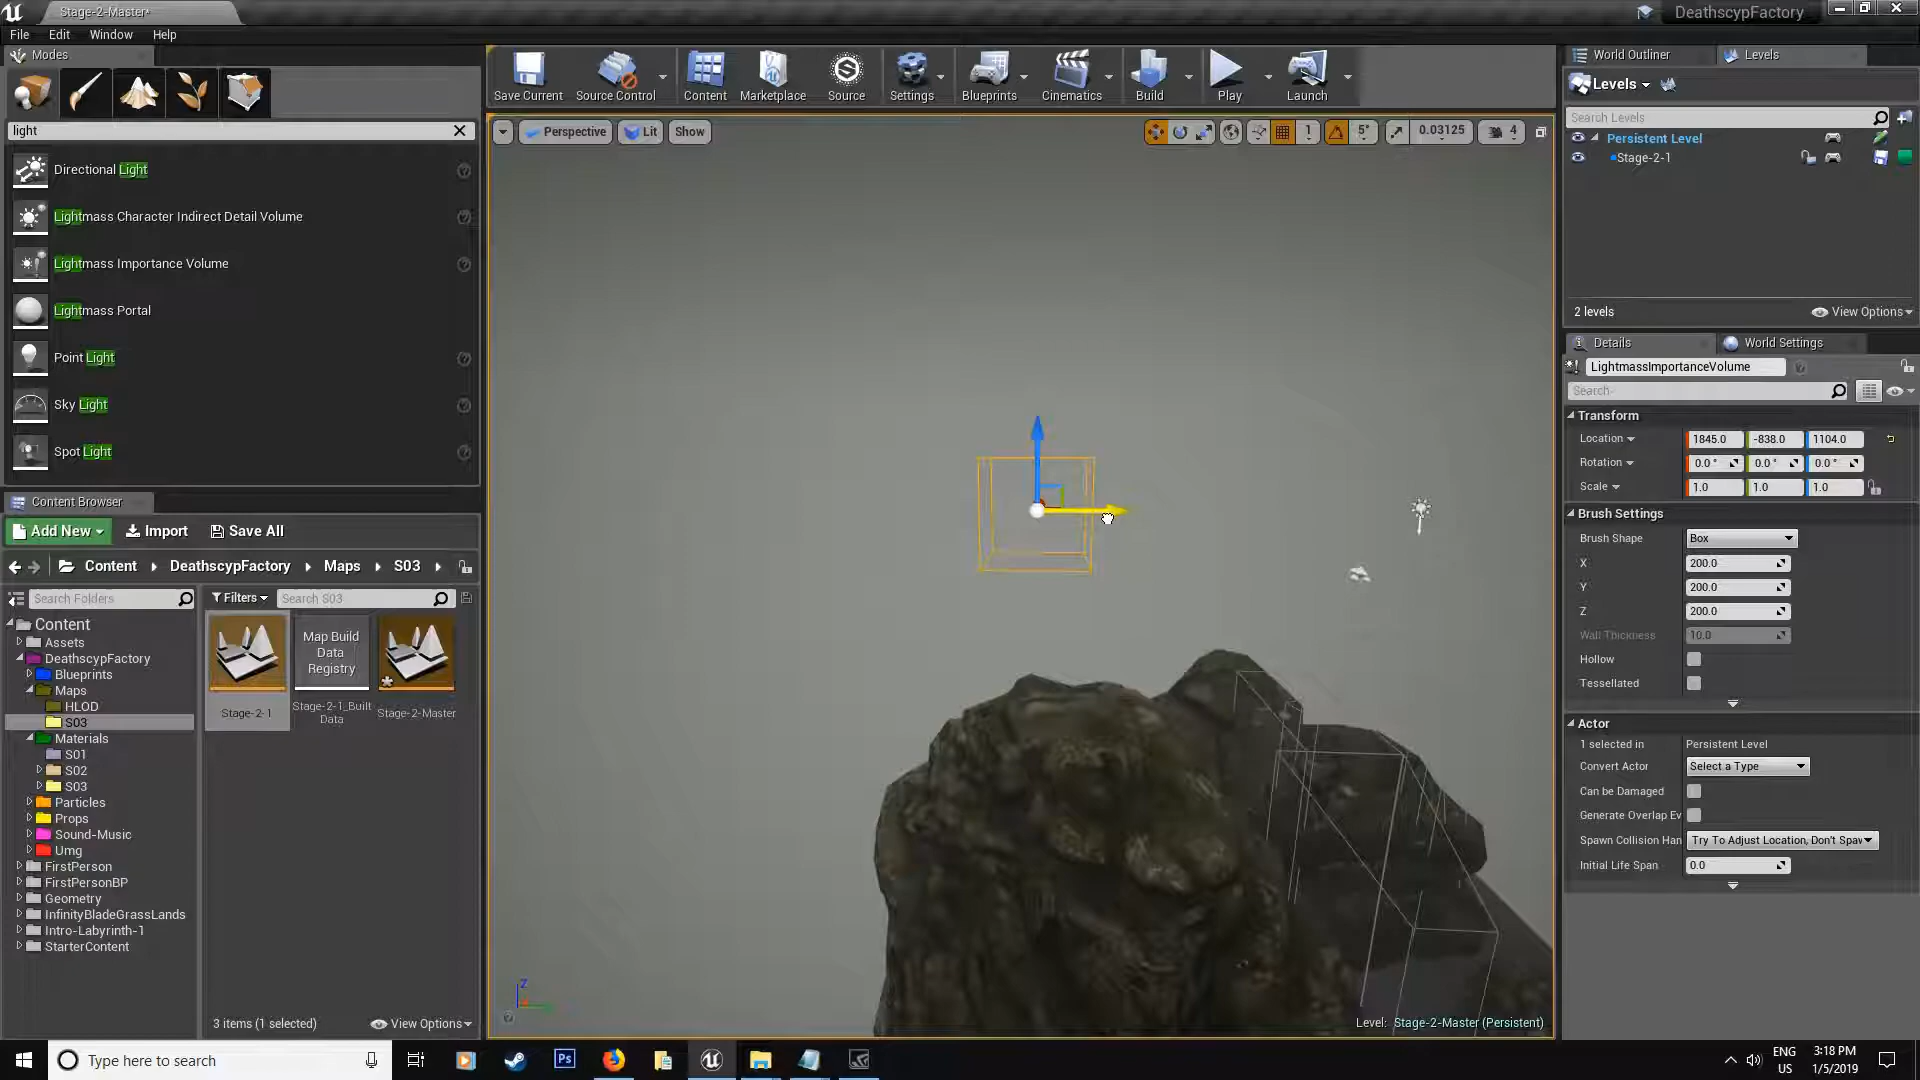 Stage-2-Master*
DeathscypFactory
File Edit Window Help
Modes
light
Directional Light
Lightmass Character Indirect Detail Volume
Lightmass Importance Volume
Lightmass Portal
Point Light
Sky Light
Spot Light
Save Current
Source Control
Content
Marketplace
Source
Settings
Blueprints
Cinematics
Build
Play
Launch
Perspective
Lit
Show
1
5°
0.03125
4
Level: Stage-2-Master (Persistent)
Content Browser
Add New
Import
Save All
Content
DeathscypFactory
Maps
S03
Search Folders
Filters
Search S03
Content
Assets
DeathscypFactory
Blueprints
Maps
HLOD
S03
Materials
S01
S02
S03
Particles
Props
Sound-Music
Umg
FirstPerson
FirstPersonBP
Geometry
InfinityBladeGrassLands
Intro-Labyrinth-1
StarterContent
Stage-2-1
Map Build
Data
Registry
Stage-2-1_Built
Data
Stage-2-Master
3 items (1 selected)
View Options
World Outliner
Levels
Levels
Search Levels
Persistent Level
Stage-2-1
2 levels
View Options
Details
World Settings
LightmassImportanceVolume
Search
Transform
Location 1845.0 -838.0 1104.0
Rotation 0.0 ° 0.0 ° 0.0 °
Scale 1.0 1.0 1.0
Brush Settings
Brush Shape Box
X 200.0
Y 200.0
Z 200.0
Wall Thickness 10.0
Hollow
Tessellated
Actor
1 selected in Persistent Level
Convert Actor Select a Type
Can be Damaged
Generate Overlap Ev
Spawn Collision Han Try To Adjust Location, Don't Spaw
Initial Life Span 0.0
Z
Type here to search
Ps
ENG
US
3:18 PM
1/5/2019